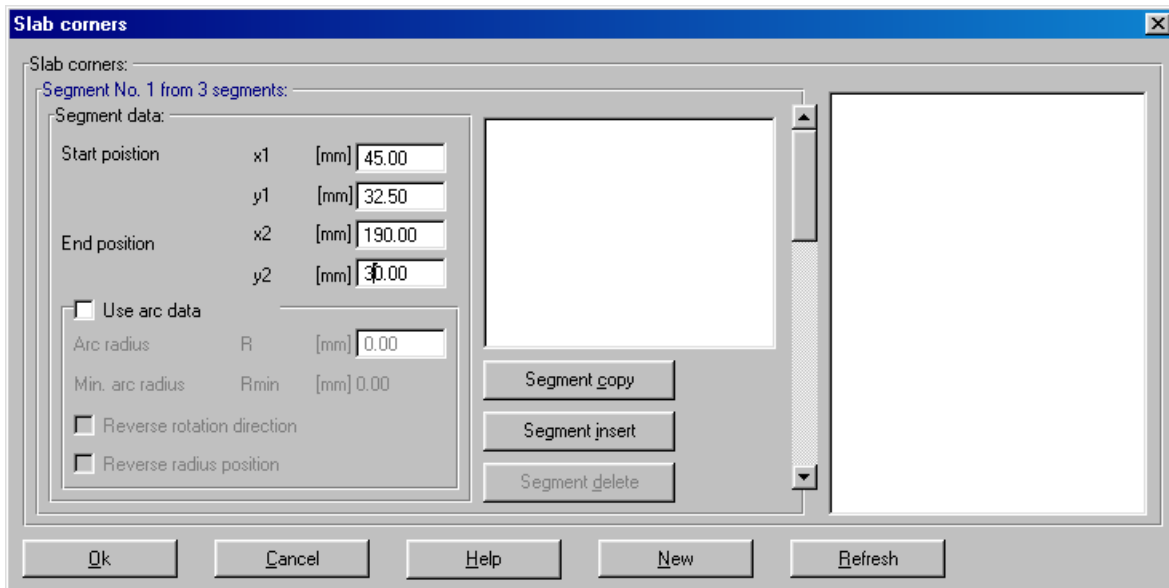 Slab corners
Slab corners:
Segment No. 1 from 3 segments:
Segment data:
Start poistion x1 [mm] 45.00
y1 [mm] 32.50
End position x2 [mm] 190.00
y2 [mm] 30.00
Use arc data
Arc radius R [mm] 0.00
Min. arc radius Rmin [mm] 0.00
Reverse rotation direction
Reverse radius position
Segment copy
Segment insert
Segment delete
Ok Cancel Help New Refresh